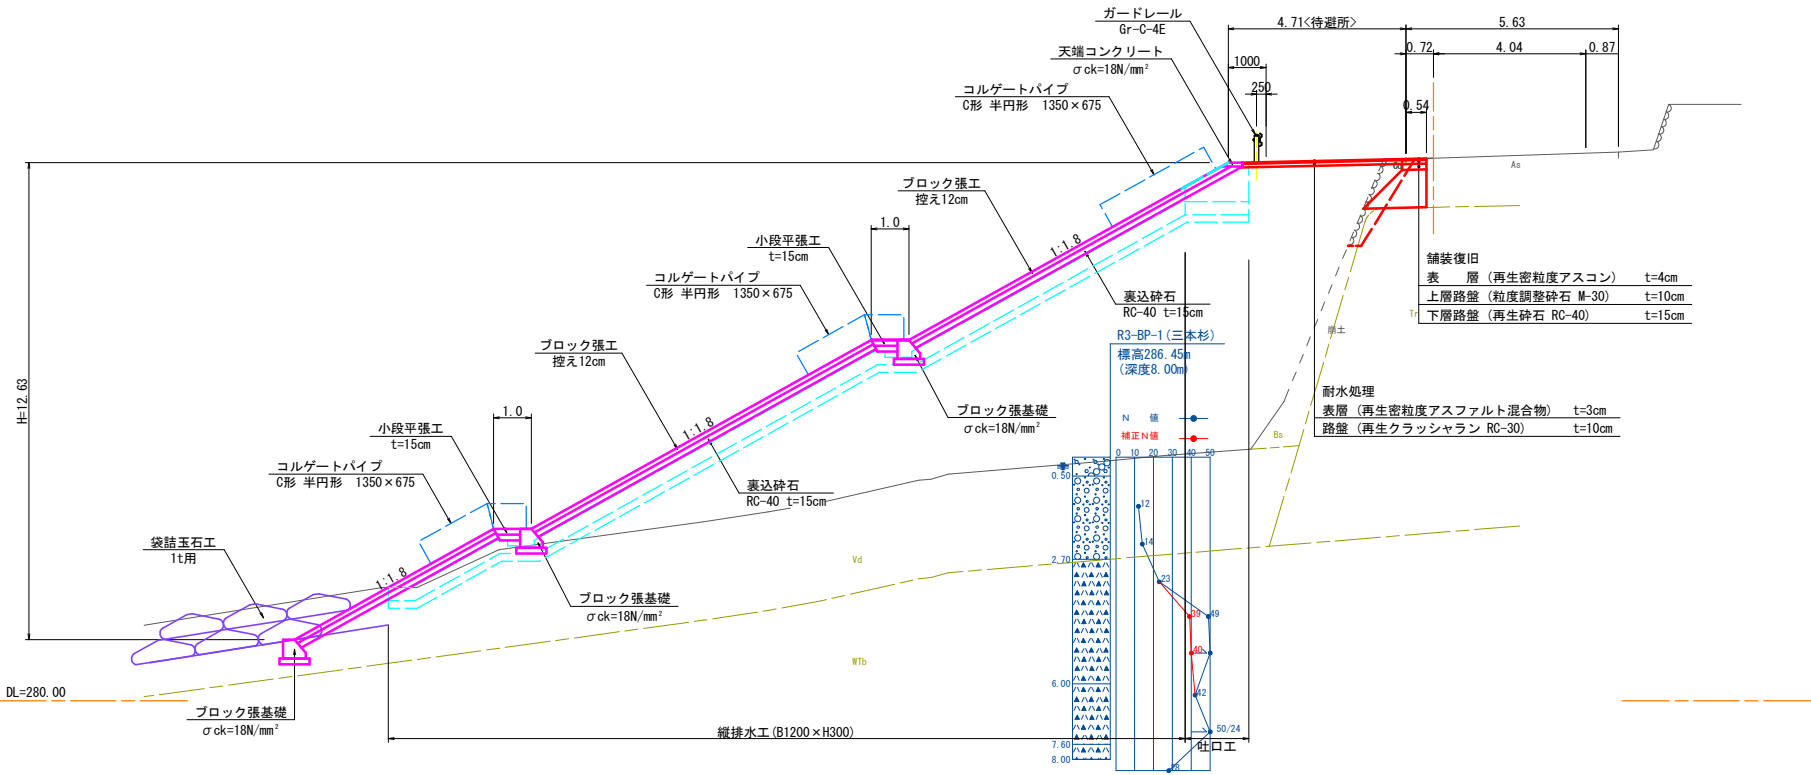 ガードレール
Gr-C-4E
4.71<待避所>
5.63
0.72
4.04
0.87
天端コンクリート
σck=18N/mm²
1000
250
0.54
コルゲートパイプ
C形 半円形 1350×675
As
ブロック張工
控え12cm
1.0
小段平張工
t=15cm
1:1.8
コルゲートパイプ
C形 半円形 1350×675
裏込砕石
RC-40 t=15cm
舗装復旧
表 層 (再生密粒度アスコン) t=4cm
上層路盤 (粒度調整砕石 M-30) t=10cm
下層路盤 (再生砕石 RC-40) t=15cm
Tr
崩土
R3-BP-1(三本杉)
標高286.45m
(深度8.00m)
ブロック張工
控え12cm
H=12.63
耐水処理
表層 (再生密粒度アスファルト混合物) t=3cm
路盤 (再生クラッシャラン RC-30) t=10cm
ブロック張基礎
σck=18N/mm²
N 値
補正N値
1.0
小段平張工
t=15cm
1:1.8
Bs
0 10 20 30 40 50
コルゲートパイプ
C形 半円形 1350×675
0.50
裏込砕石
RC-40 t=15cm
12
袋詰玉石工
1t用
14
2.70
Vd
1:1.8
23
ブロック張基礎
σck=18N/mm²
39
49
40
WTb
6.00
42
DL=280.00
ブロック張基礎
σck=18N/mm²
縦排水工(B1200×H300)
50/24
吐口工
7.60
8.00
28